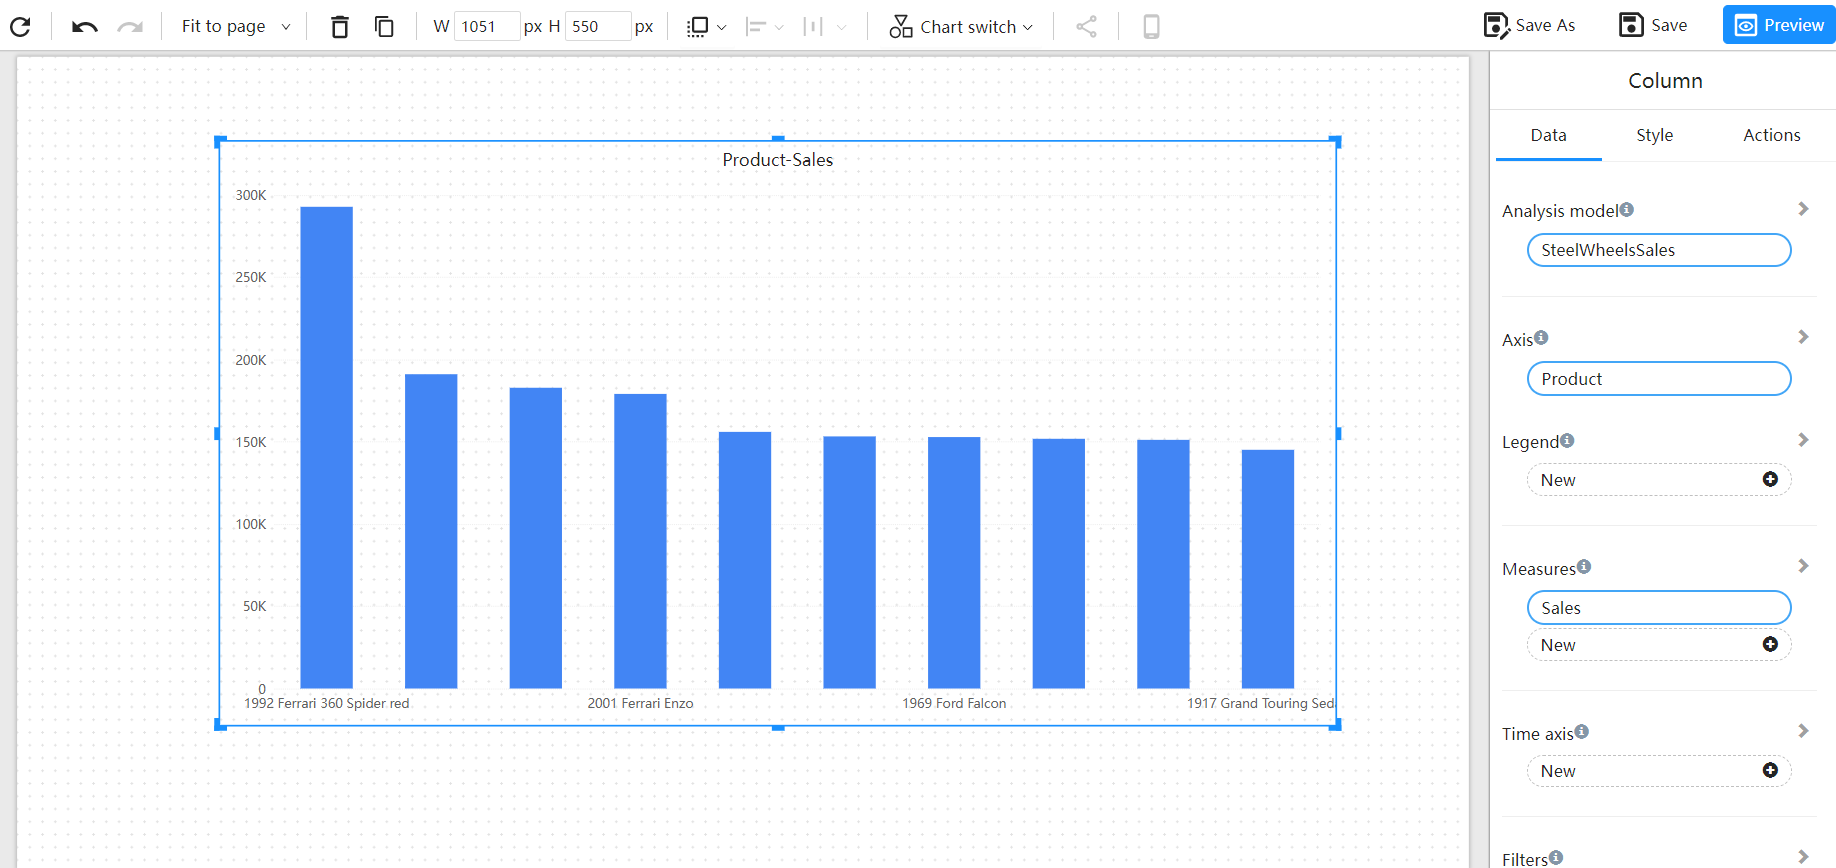 Fit to page W 1051 px H 550 px Chart switch Save As Save Preview
Product-Sales
300K
250K
200K
150K
100K
50K
0
1992 Ferrari 360 Spider red 2001 Ferrari Enzo 1969 Ford Falcon 1917 Grand Touring Sed
Column
Data Style Actions
Analysis model
SteelWheelsSales
Axis
Product
Legend
New
Measures
Sales
New
Time axis
New
Filters